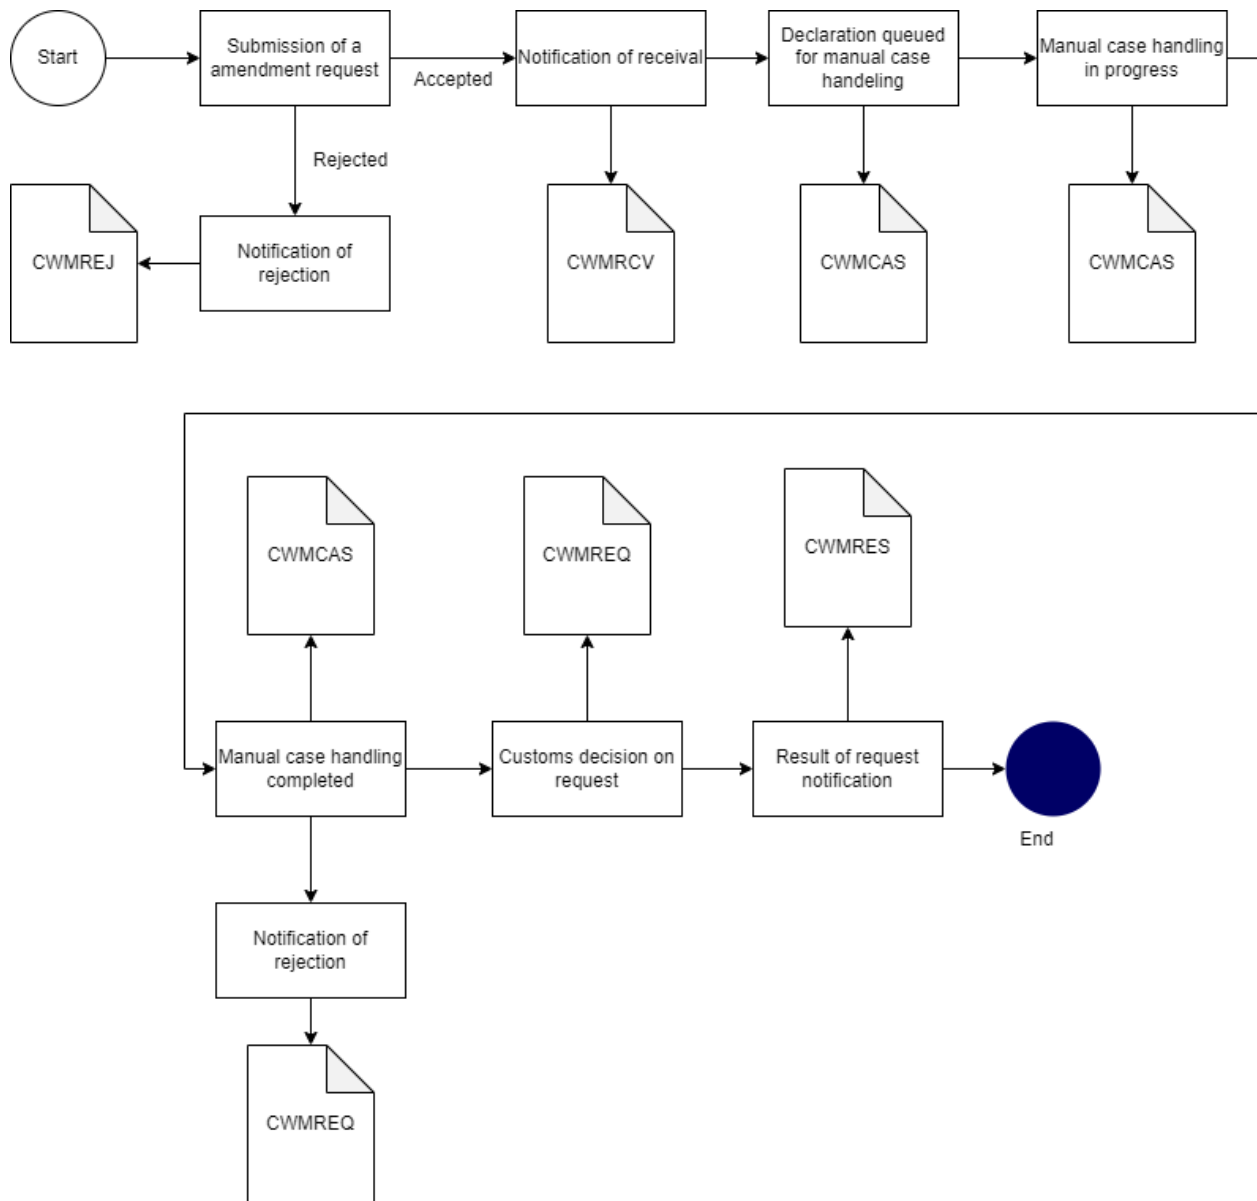 Start
Submission of a
amendment request
Accepted
Notification of receival
Declaration queued
for manual case
handeling
Manual case handling
in progress
Rejected
CWMREJ
Notification of
rejection
CWMRCV
CWMCAS
CWMCAS
CWMCAS
CWMREQ
CWMRES
Manual case handling
completed
Customs decision on
request
Result of request
notification
End
Notification of
rejection
CWMREQ